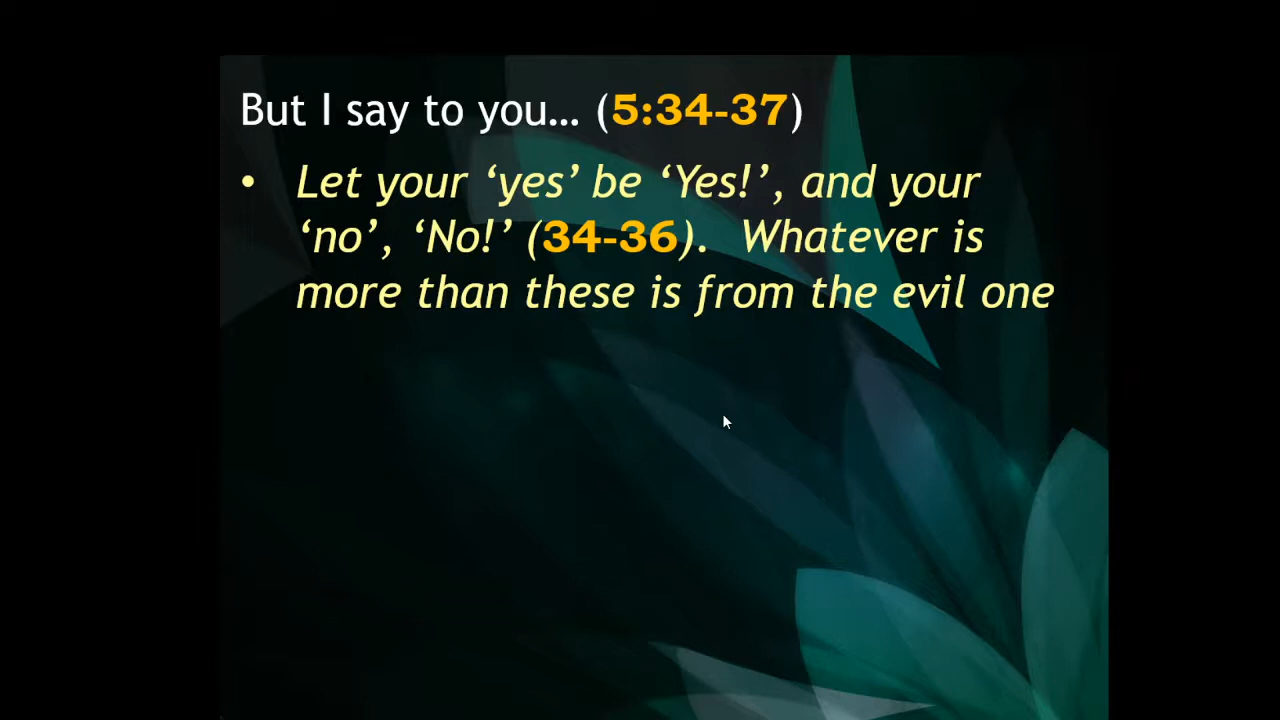 But I say to you… (5:34-37)
• Let your ‘yes’ be ‘Yes!’, and your
‘no’, ‘No!’ (34-36).  Whatever is
more than these is from the evil one